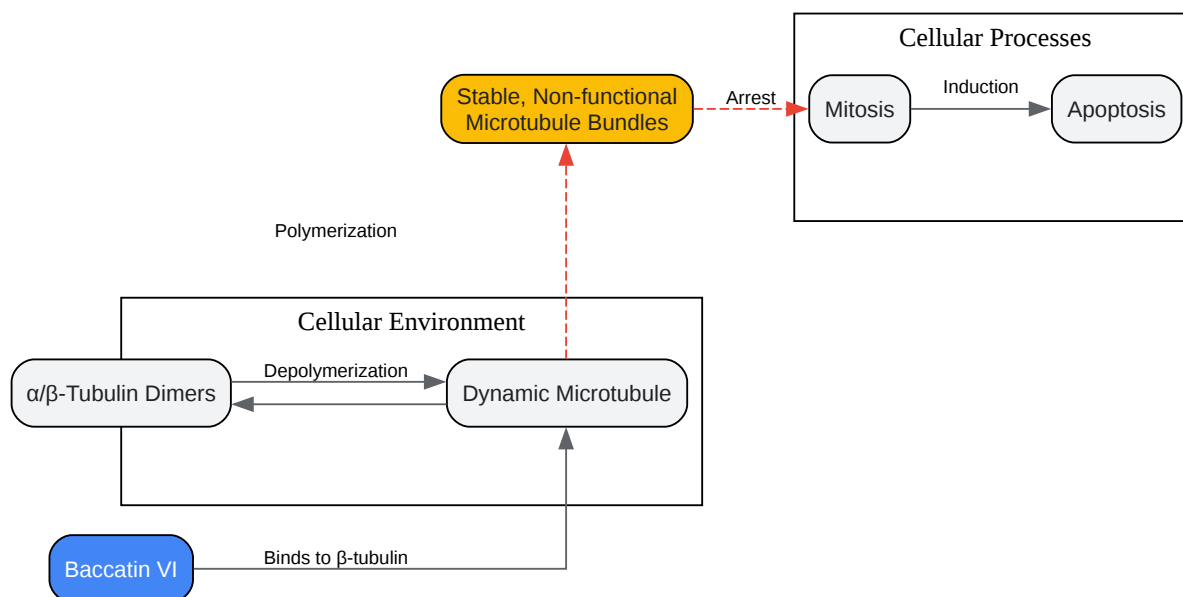 Cellular Processes
Stable, Non-functional
Microtubule Bundles
Arrest
Mitosis
Induction
Apoptosis
Polymerization
Cellular Environment
α/β-Tubulin Dimers
Depolymerization
Dynamic Microtubule
Baccatin VI
Binds to β-tubulin